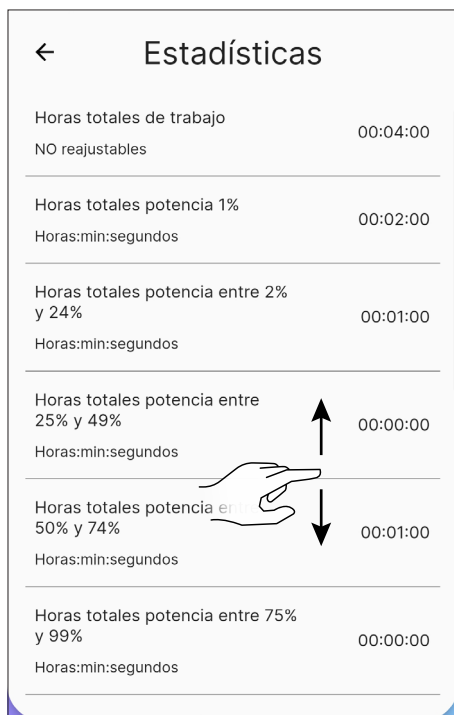 Estadísticas
Horas totales de trabajo
00:04:00
NO reajustables
Horas totales potencia 1%
00:02:00
Horas:min:segundos
Horas totales potencia entre 2%
y 24%
00:01:00
Horas:min:segundos
Horas totales potencia entre
25% y 49%
00:00:00
Horas:min:segundos
Horas totales potencia
50% y 74%
00:01:00
Horas:min:segundos
Horas totales potencia entre 75%
y 99%
00:00:00
Horas:min:segundos